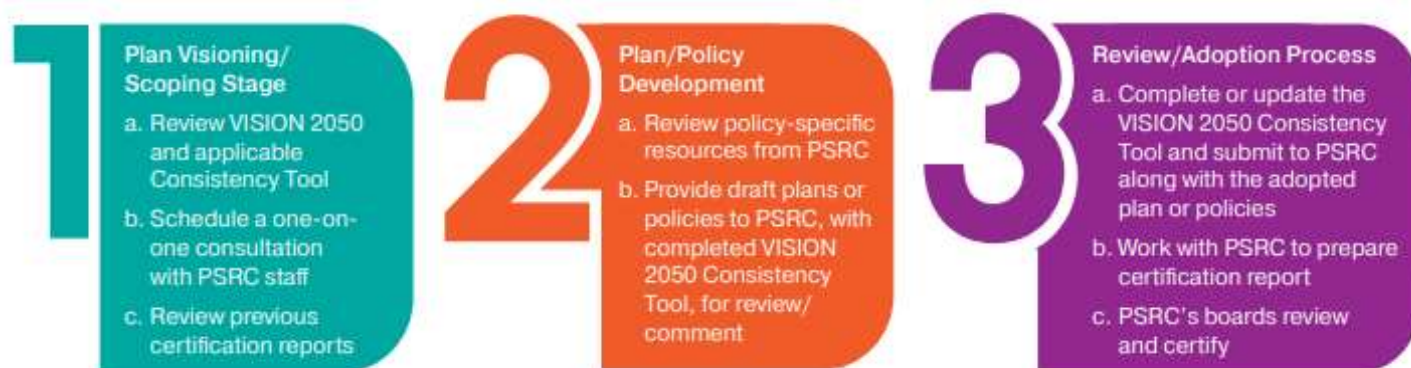 1
Plan Visioning/
Scoping Stage
a. Review VISION 2050
and applicable
Consistency Tool
b. Schedule a one-on-
one consultation
with PSRC staff
c. Review previous
certification reports
2
Plan/Policy
Development
a. Review policy-specific
resources from PSRC
b. Provide draft plans or
policies to PSRC, with
completed VISION
2050 Consistency
Tool, for review/
comment
3
Review/Adoption Process
a. Complete or update the
VISION 2050 Consistency
Tool and submit to PSRC
along with the adopted
plan or policies
b. Work with PSRC to prepare
certification report
c. PSRC's boards review
and certify